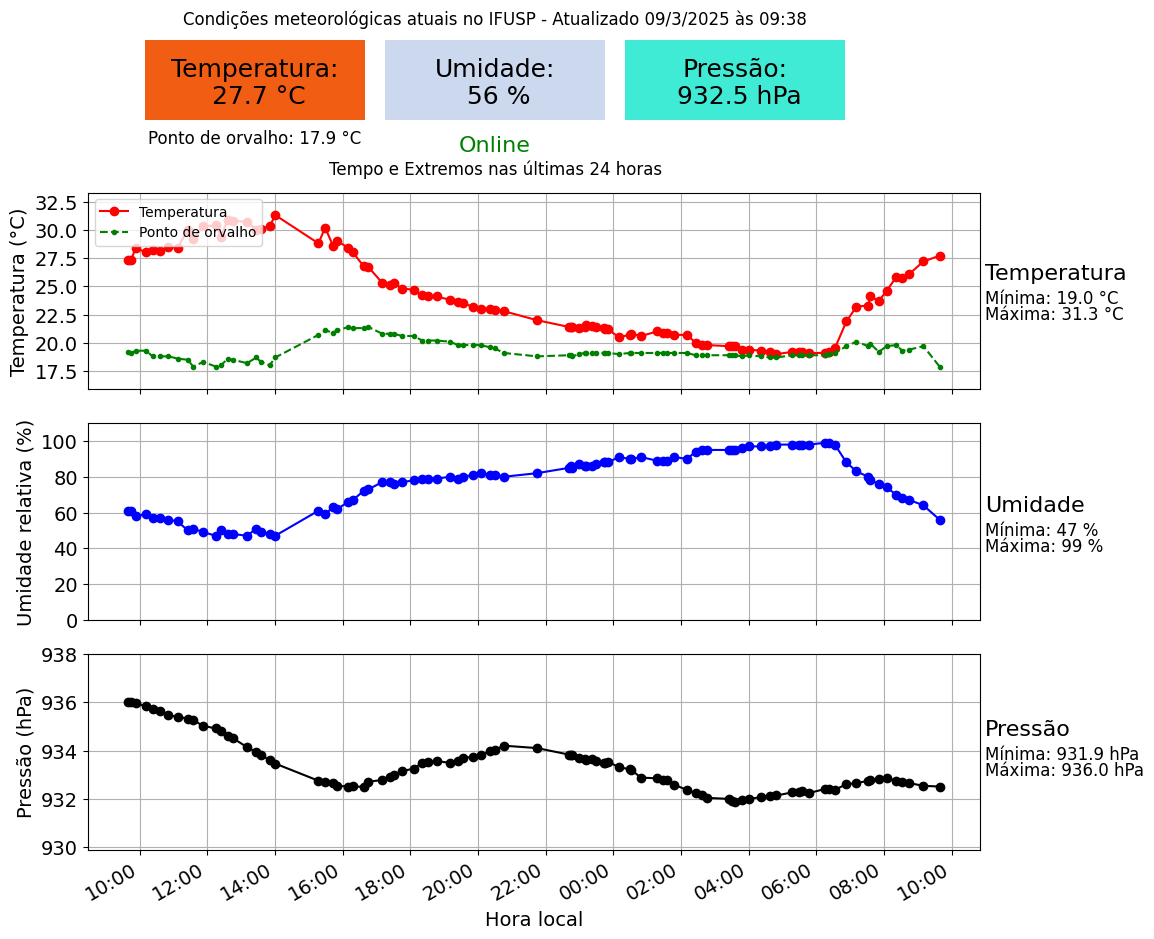 Condições meteorológicas atuais no IFUSP - Atualizado 09/3/2025 às 09:38
Temperatura:
27.7 °C
Umidade:
56 %
Pressão:
932.5 hPa
Ponto de orvalho: 17.9 °C
Online
Tempo e Extremos nas últimas 24 horas
Temperatura (°C)
32.5
30.0
27.5
25.0
22.5
20.0
17.5
Temperatura
Ponto de orvalho
Temperatura
Mínima: 19.0 °C
Máxima: 31.3 °C
Umidade relativa (%)
100
80
60
40
20
0
Umidade
Mínima: 47 %
Máxima: 99 %
Pressão (hPa)
938
936
934
932
930
Pressão
Mínima: 931.9 hPa
Máxima: 936.0 hPa
10:00
12:00
14:00
16:00
18:00
20:00
22:00
00:00
02:00
04:00
06:00
08:00
10:00
Hora local